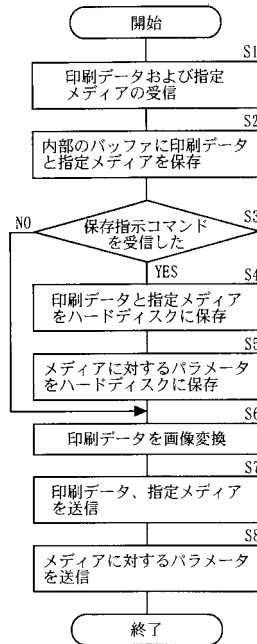 開始
S1
印刷データおよび指定
メディアの受信
S2
内部のバッファに印刷データ
と指定メディアを保存
S3
保存指示コマンド
を受信した
NO
YES
S4
印刷データと指定メディア
をハードディスクに保存
S5
メディアに対するパラメータ
をハードディスクに保存
S6
印刷データを画像変換
S7
印刷データ、指定メディア
を送信
S8
メディアに対するパラメータ
を送信
終了